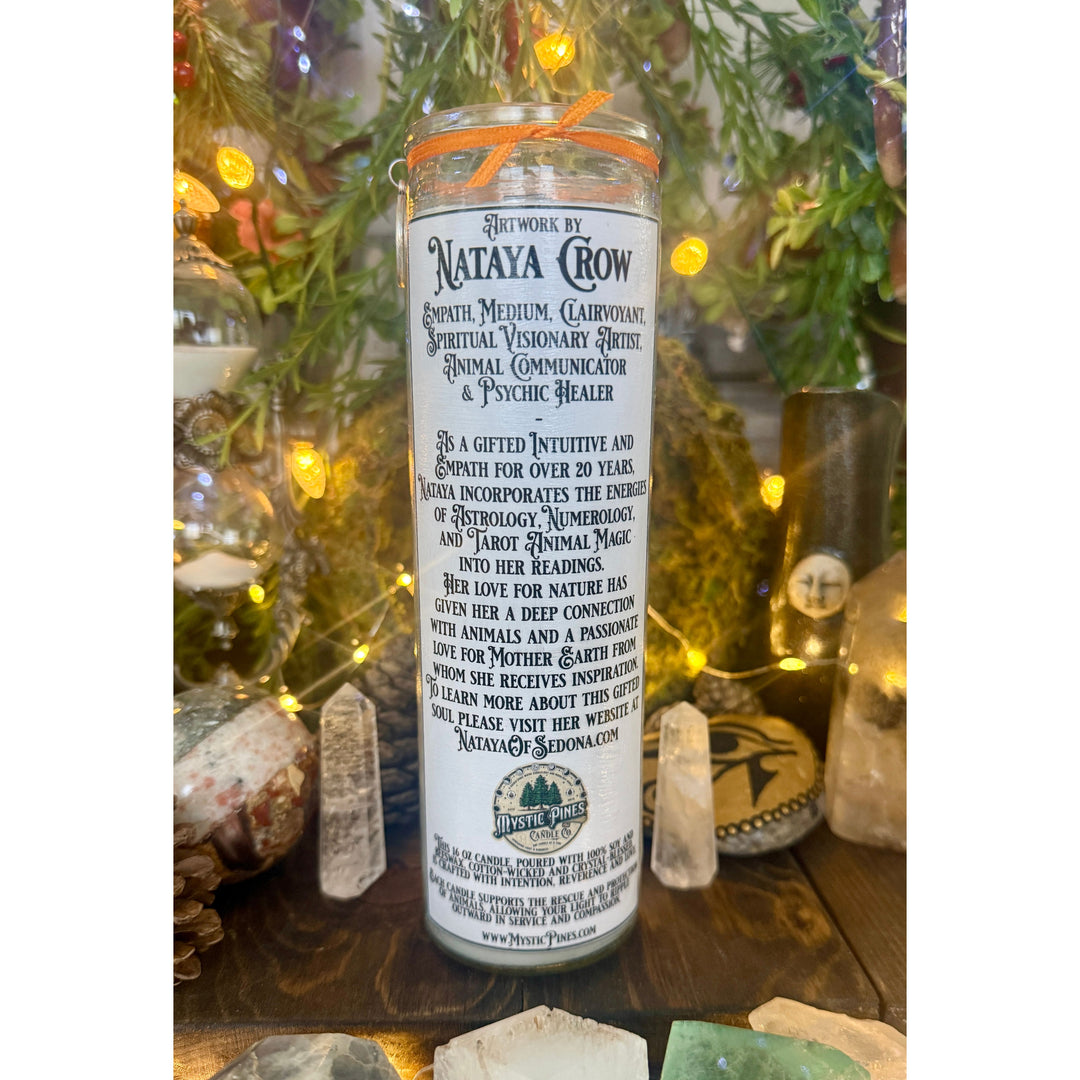 Artwork by
Nataya Crow
Empath, Medium, Clairvoyant,
Spiritual Visionary Artist,
Animal Communicator
& Psychic Healer
-
As a gifted Intuitive and
Empath for over 20 years,
Nataya incorporates the energies
of Astrology, Numerology,
and Tarot Animal Magic
into her readings.
Her love for nature has
given her a deep connection
with animals and a passionate
love for Mother Earth from
whom she receives inspiration.
To learn more about this gifted
soul please visit her website at
NatayaOfSedona.com
Mystic Pines
Candle Co.
This 16 oz candle, poured with 100% soy and
beeswax, cotton-wicked and crystal-blessed
is crafted with intention, reverence and love.
Each candle supports the rescue and protection
of animals, allowing your light to ripple
outward in service and compassion.
www.MysticPines.com